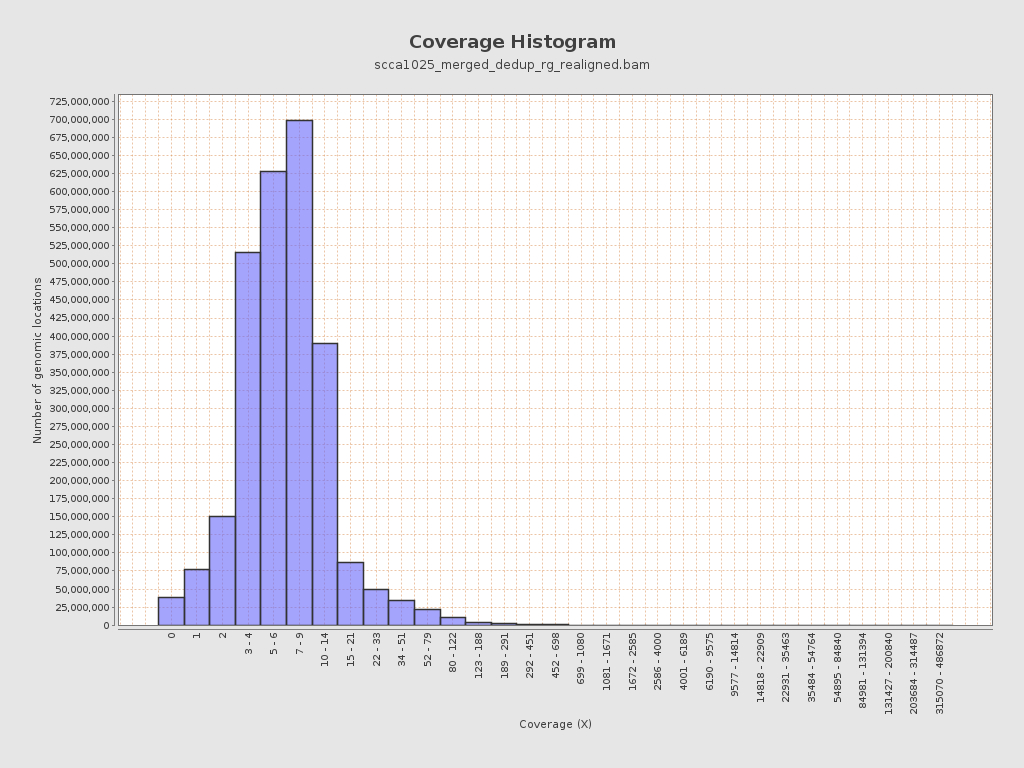 Coverage Histogram
scca1025_merged_dedup_rg_realigned.bam
725,000,000
700,000,000
675,000,000
650,000,000
625,000,000
600,000,000
575,000,000
550,000,000
525,000,000
500,000,000
475,000,000
450,000,000
425,000,000
400,000,000
375,000,000
350,000,000
325,000,000
300,000,000
275,000,000
250,000,000
225,000,000
200,000,000
175,000,000
150,000,000
125,000,000
100,000,000
75,000,000
50,000,000
25,000,000
0
Number of genomic locations
0
1
2
3 - 4
5 - 6
7 - 9
10 - 14
15 - 21
22 - 33
34 - 51
52 - 79
80 - 122
123 - 188
189 - 291
292 - 451
452 - 698
699 - 1080
1081 - 1671
1672 - 2585
2586 - 4000
4001 - 6189
6190 - 9575
9577 - 14814
14818 - 22909
22931 - 35463
35484 - 54764
54895 - 84840
84981 - 131394
131427 - 200840
203684 - 314487
315070 - 486872
Coverage (X)